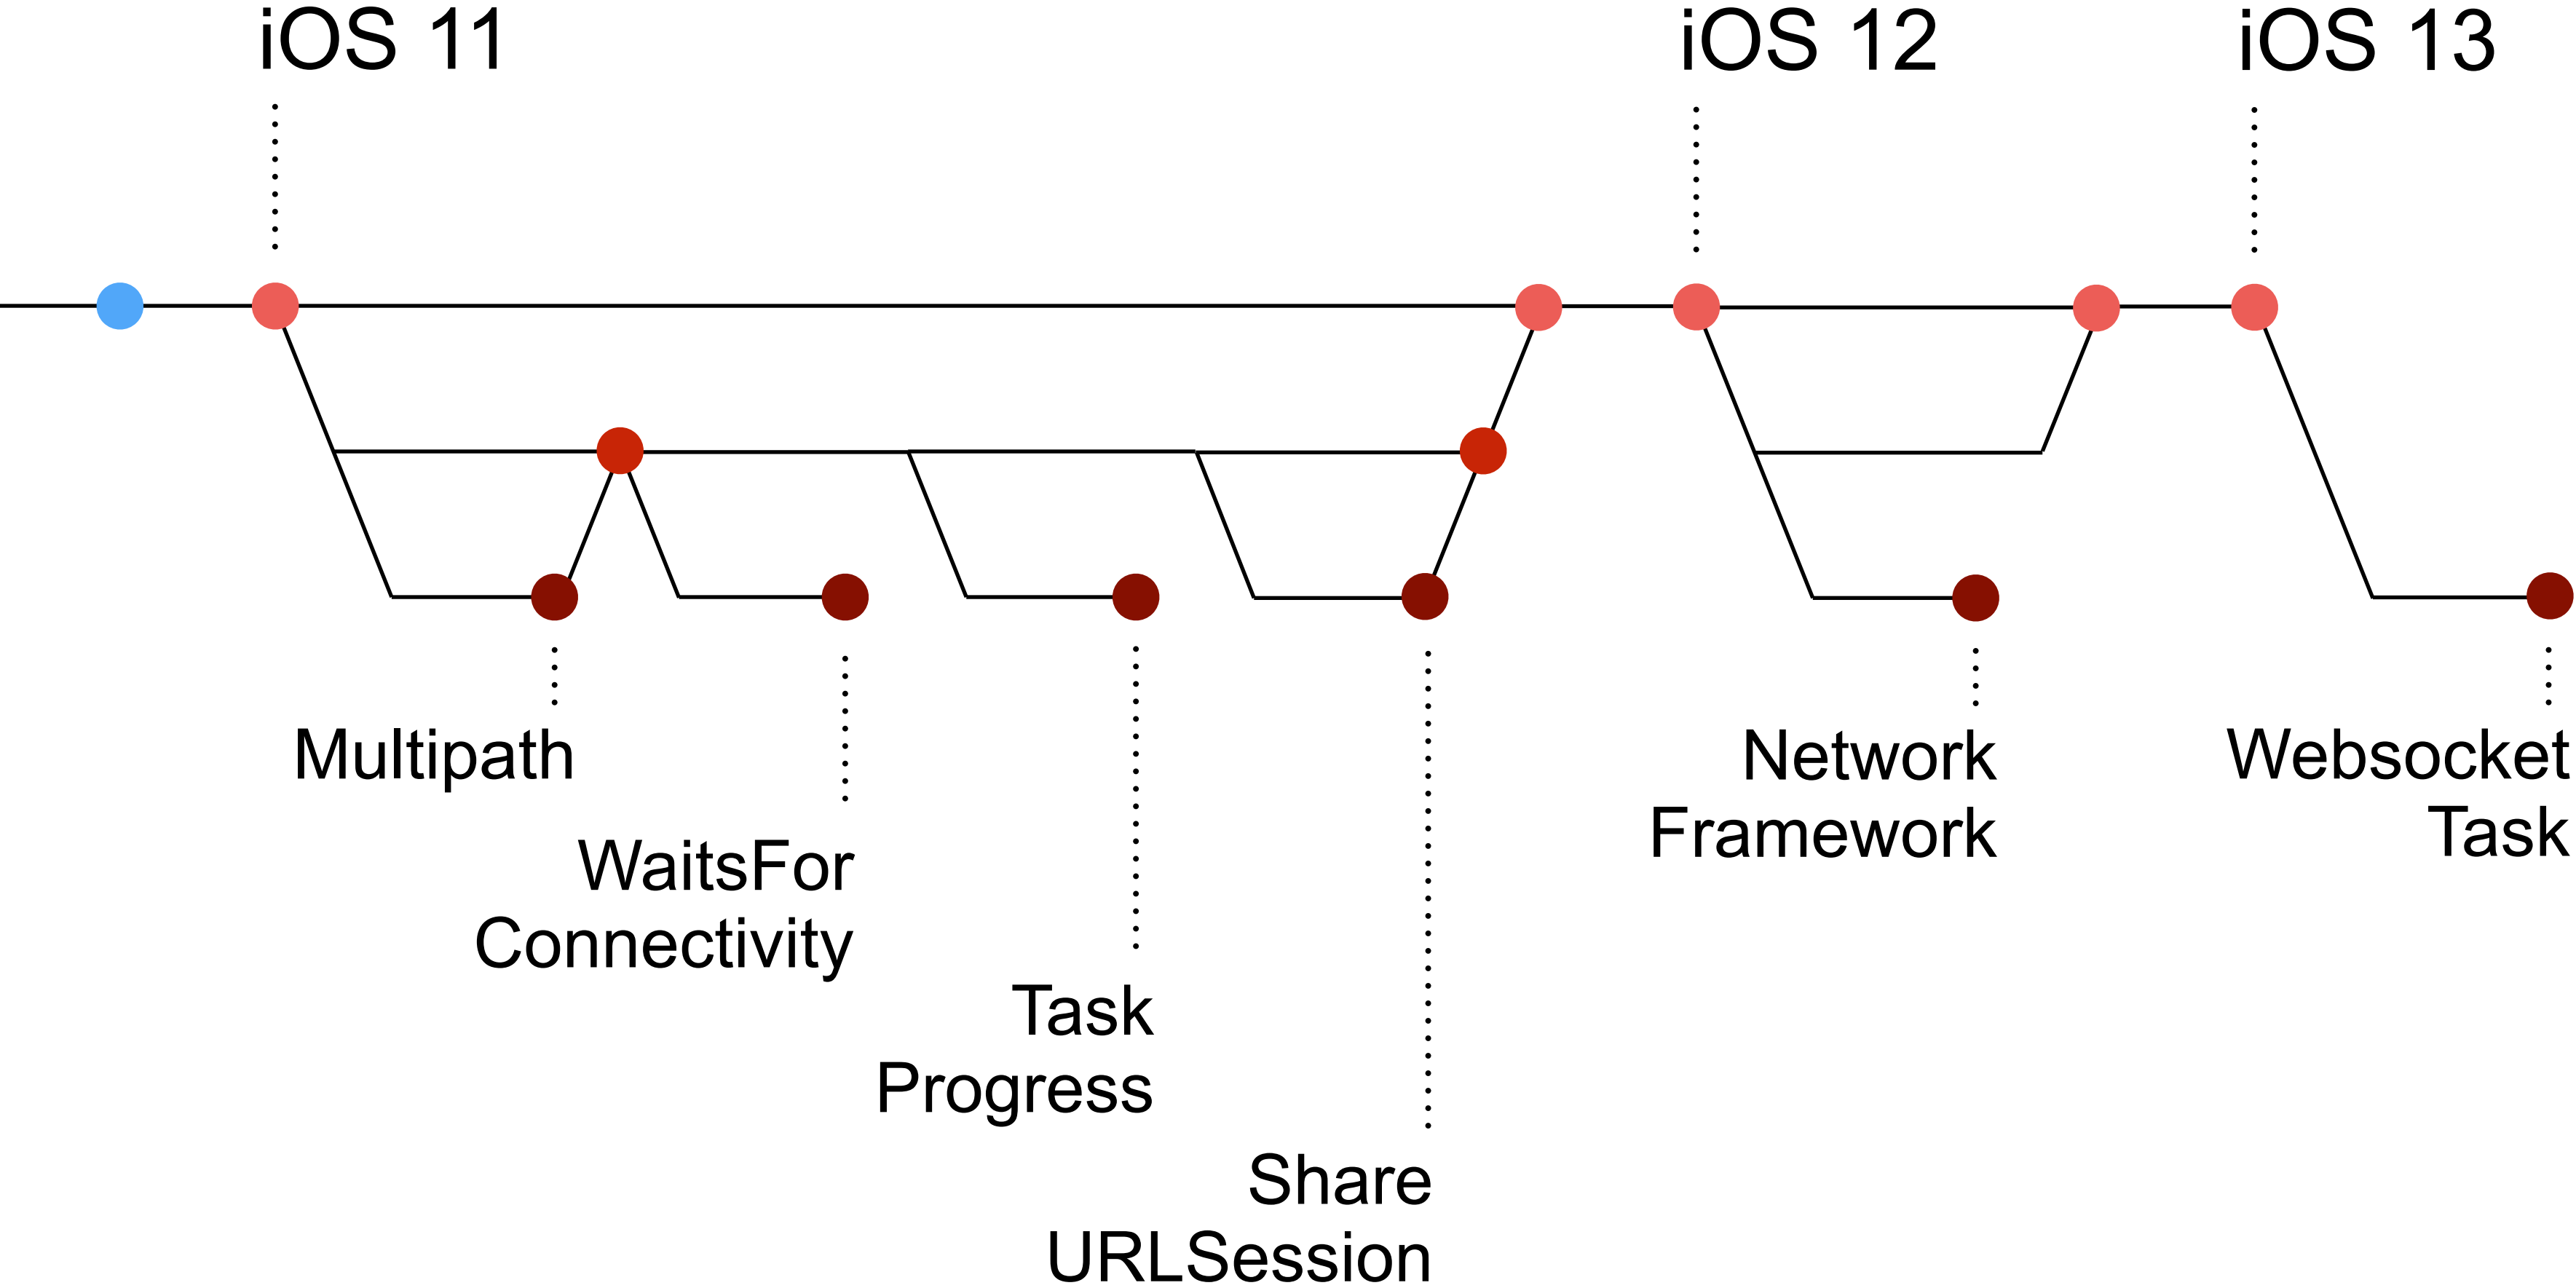 iOS 11
iOS 12
iOS 13
Multipath
WaitsFor
Connectivity
Task
Progress
Share
URLSession
Network
Framework
Websocket
Task